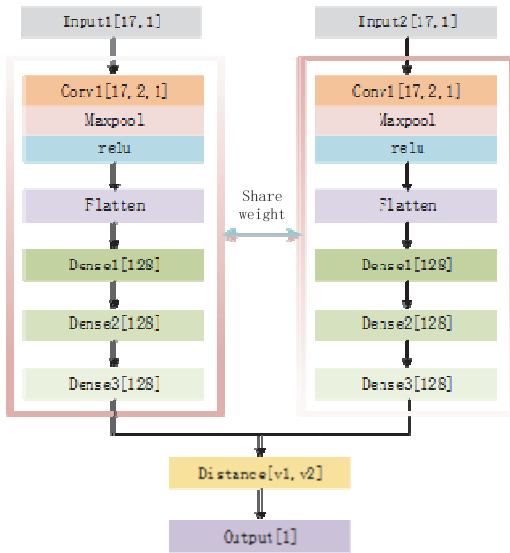 Input1[17,1]
Input2[17,1]
Conv1[17,2,1]
Maxpool
relu
Flatten
Dense1[128]
Dense2[128]
Dense3[128]
Share
weight
Conv1[17,2,1]
Maxpool
relu
Flatten
Dense1[128]
Dense2[128]
Dense3[128]
Distance[v1,v2]
Output[1]